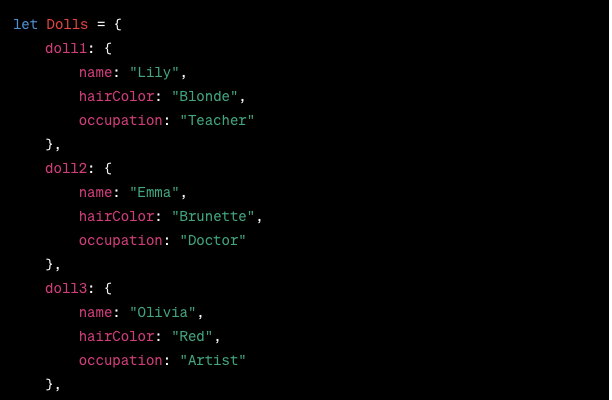 let Dolls = {
    doll1: {
        name: "Lily",
        hairColor: "Blonde",
        occupation: "Teacher"
    },
    doll2: {
        name: "Emma",
        hairColor: "Brunette",
        occupation: "Doctor"
    },
    doll3: {
        name: "Olivia",
        hairColor: "Red",
        occupation: "Artist"
    },